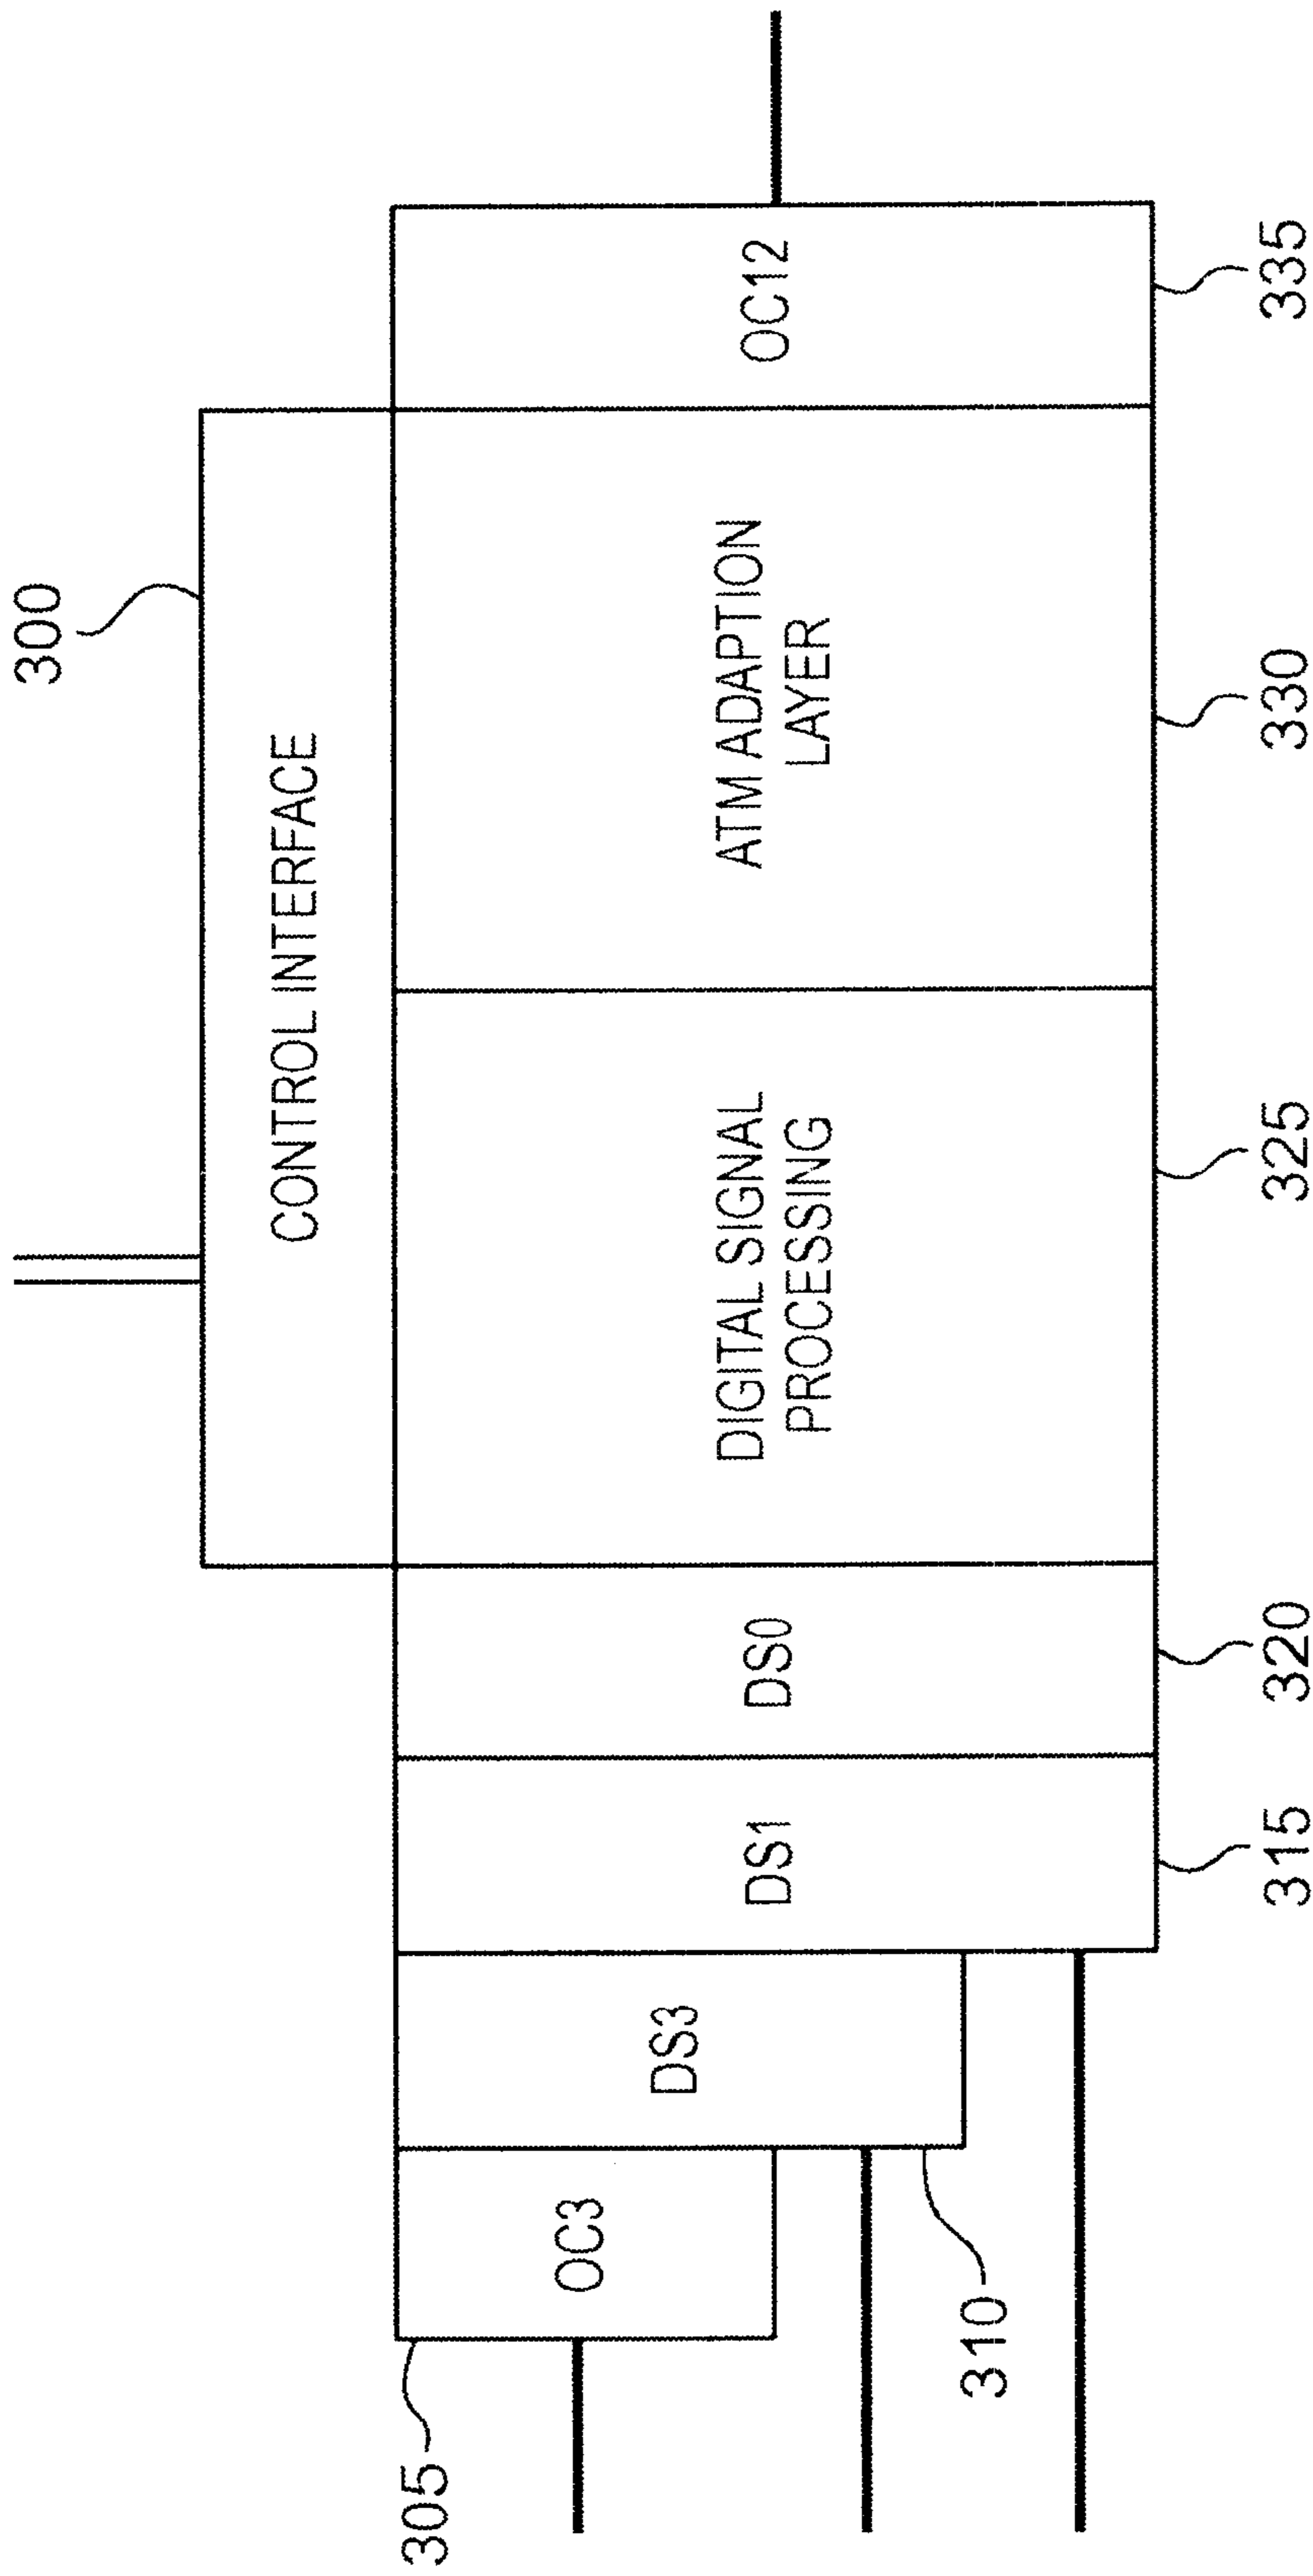 300
CONTROL INTERFACE
305
OC3
DS3
310
DS1
315
DS0
320
DIGITAL SIGNAL
PROCESSING
325
ATM ADAPTION
LAYER
330
OC12
335